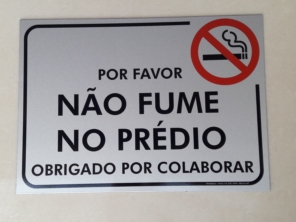 POR FAVOR
NÃO FUME
NO PRÉDIO
OBRIGADO POR COLABORAR